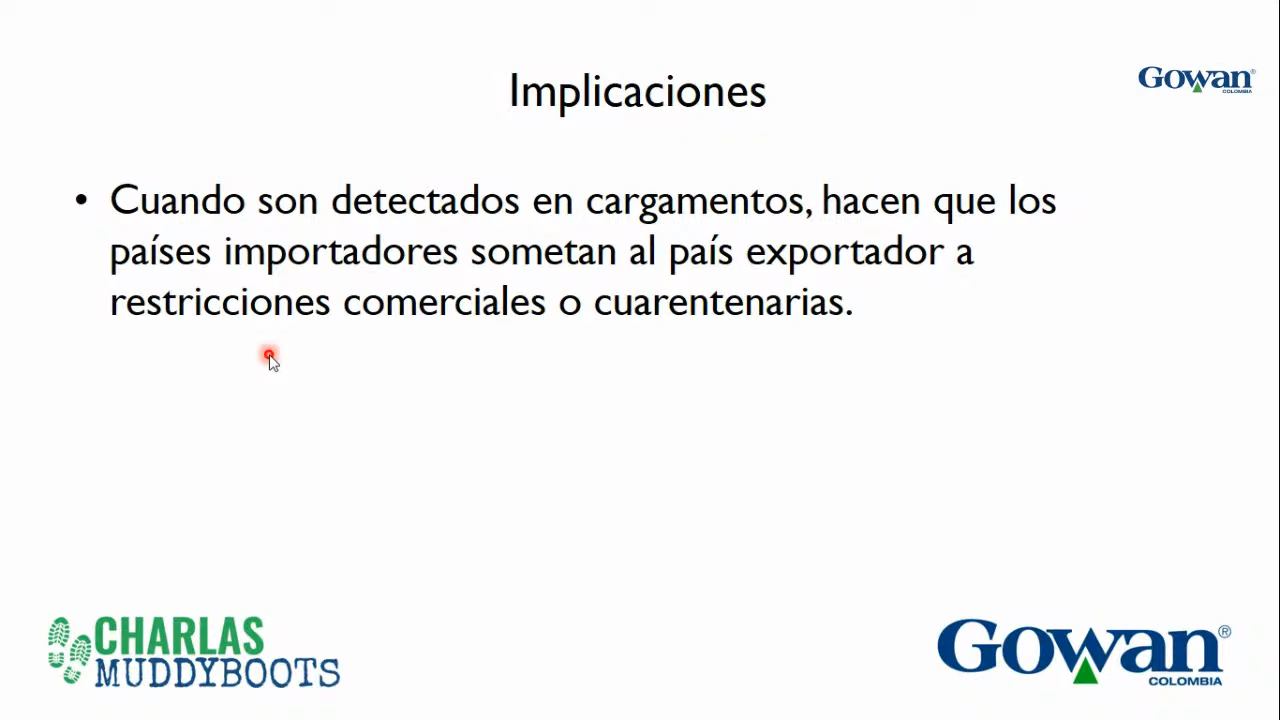 Implicaciones
Gowan®
COLOMBIA
• Cuando son detectados en cargamentos, hacen que los
países importadores sometan al país exportador a
restricciones comerciales o cuarentenarias.
CHARLAS
MUDDYBOOTS
Gowan®
COLOMBIA